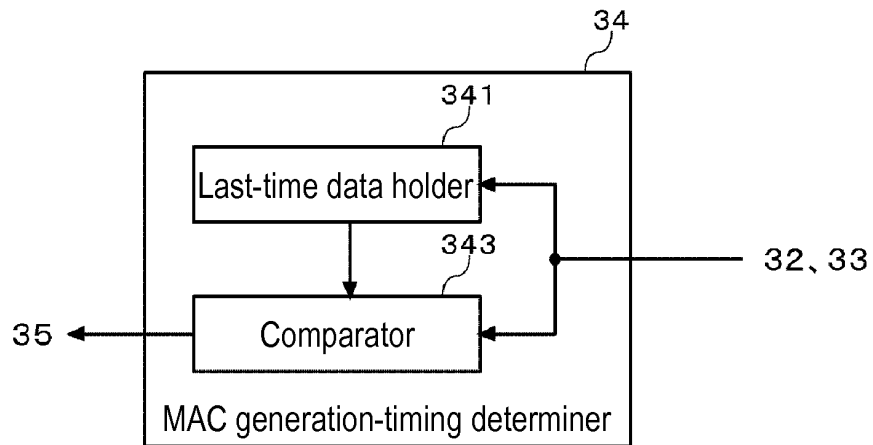 34
341
Last-time data holder
343
32、33
35
Comparator
MAC generation-timing determiner